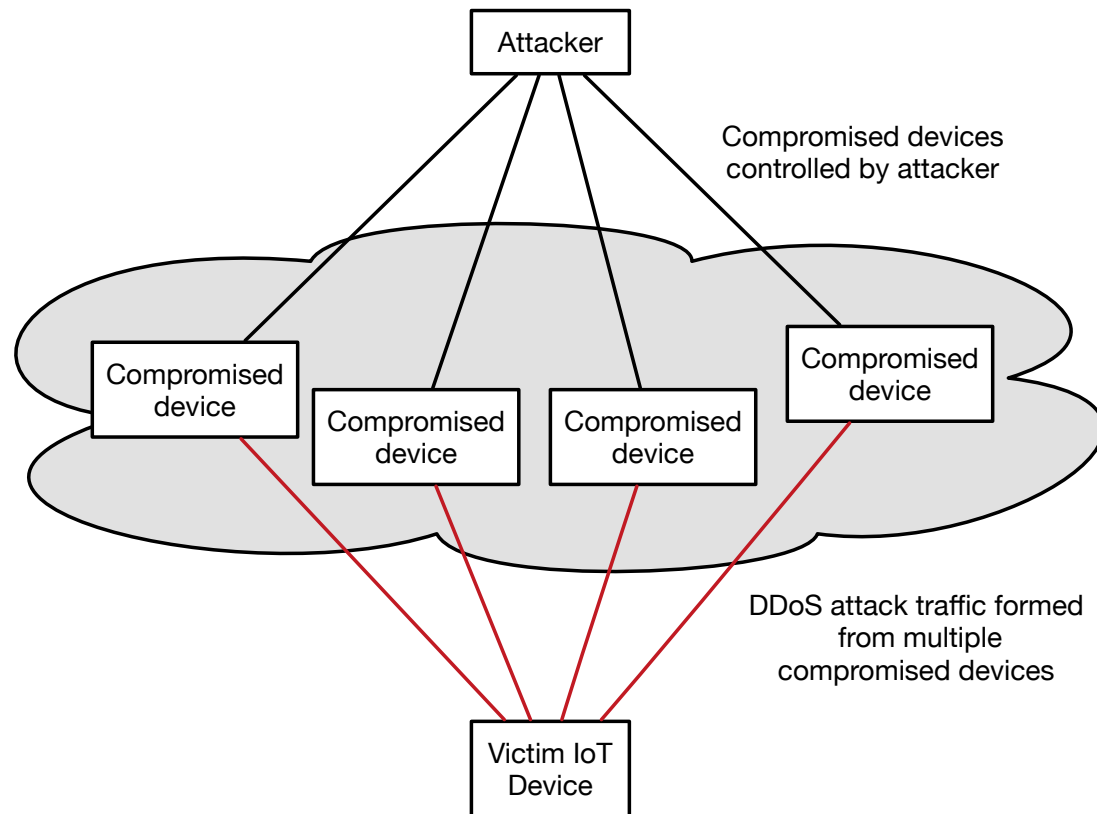 Attacker
Compromised devices
controlled by attacker
Compromised
device
Compromised
device
Compromised
device
Compromised
device
DDoS attack traffic formed
from multiple
compromised devices
Victim IoT
Device